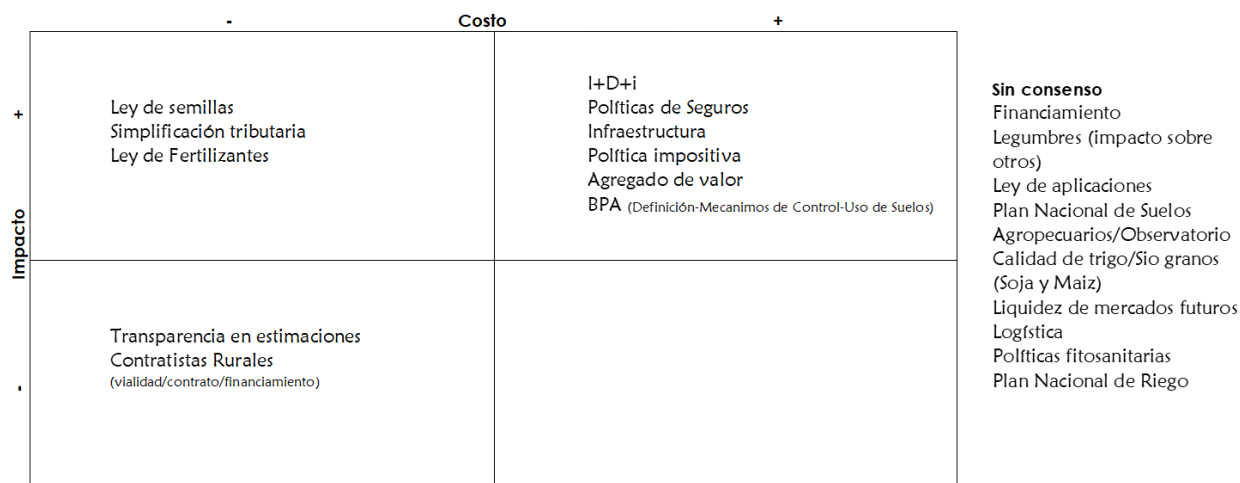 - Costo +
+
Impacto
-
Ley de semillas
Simplificación tributaria
Ley de Fertilizantes
I+D+i
Políticas de Seguros
Infraestructura
Política impositiva
Agregado de valor
BPA (Definición-Mecanimos de Control-Uso de Suelos)
Transparencia en estimaciones
Contratistas Rurales
(vialidad/contrato/financiamiento)
Sin consenso
Financiamiento
Legumbres (impacto sobre
otros)
Ley de aplicaciones
Plan Nacional de Suelos
Agropecuarios/Observatorio
Calidad de trigo/Sio granos
(Soja y Maiz)
Liquidez de mercados futuros
Logística
Políticas fitosanitarias
Plan Nacional de Riego